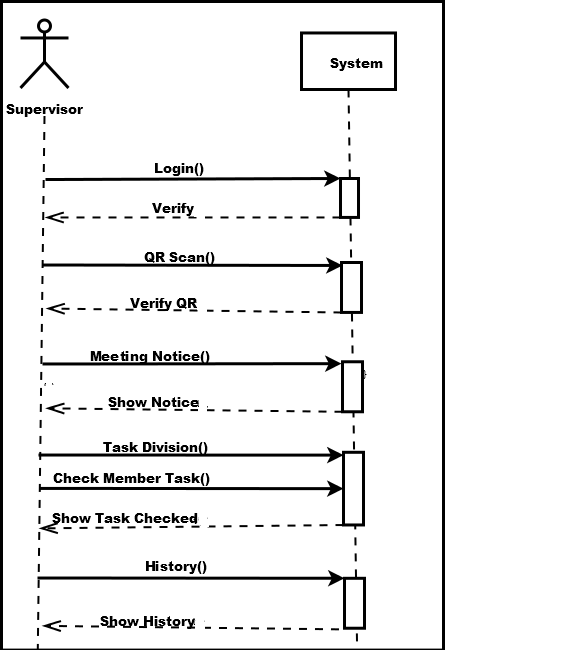 System
Supervisor
Login()
Verify
QR Scan()
Verify QR
Meeting Notice()
Show Notice
Task Division()
Check Member Task()
Show Task Checked
History()
Show History